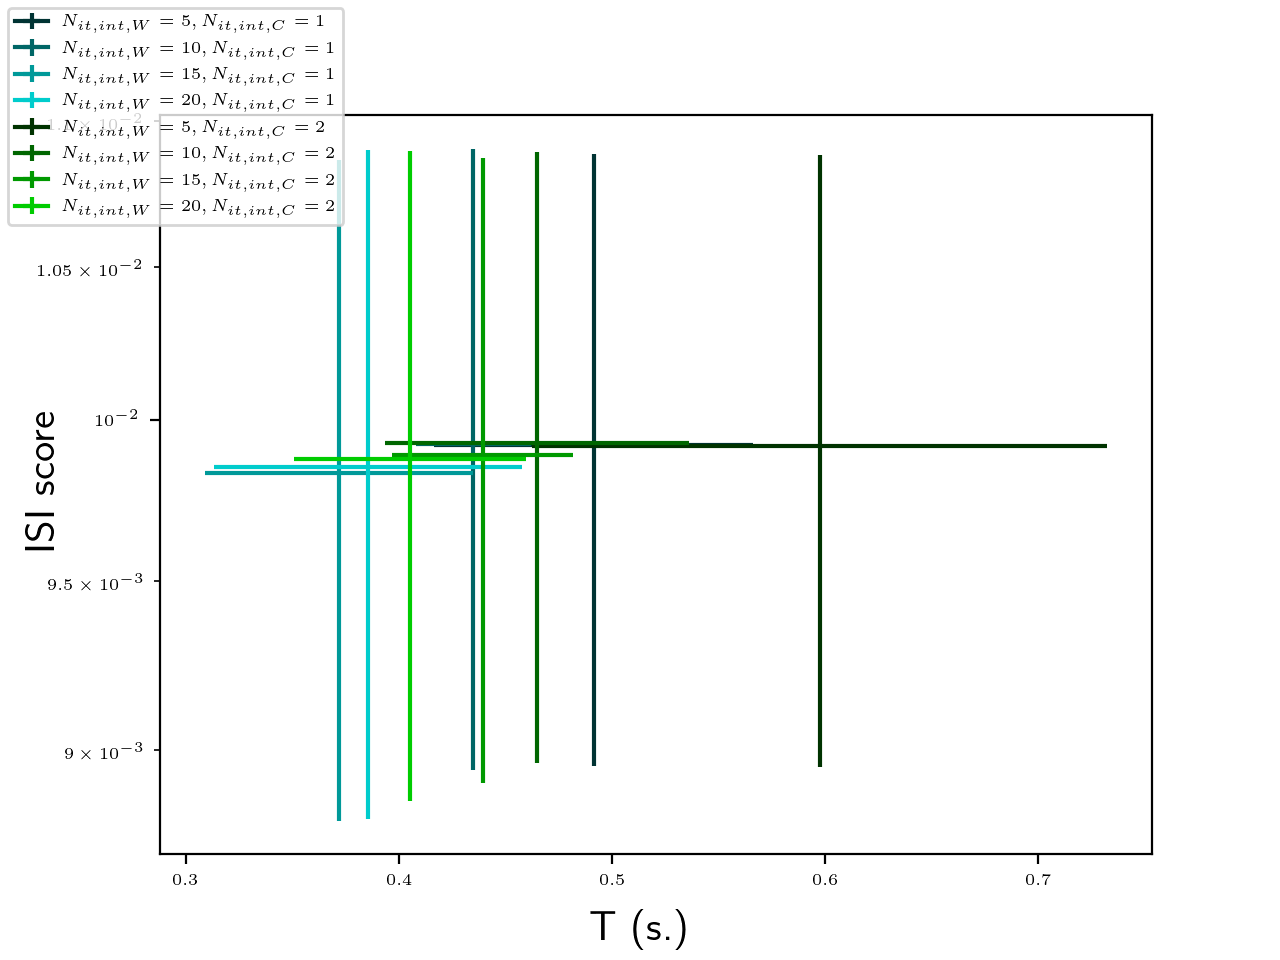 N_{it,int,W} = 5, N_{it,int,C} = 1
N_{it,int,W} = 10, N_{it,int,C} = 1
N_{it,int,W} = 15, N_{it,int,C} = 1
N_{it,int,W} = 20, N_{it,int,C} = 1
N_{it,int,W} = 5, N_{it,int,C} = 2
N_{it,int,W} = 10, N_{it,int,C} = 2
N_{it,int,W} = 15, N_{it,int,C} = 2
N_{it,int,W} = 20, N_{it,int,C} = 2
1.05 × 10^{−2}
10^{−2}
9.5 × 10^{−3}
9 × 10^{−3}
ISI score
0.3 0.4 0.5 0.6 0.7
T (s.)